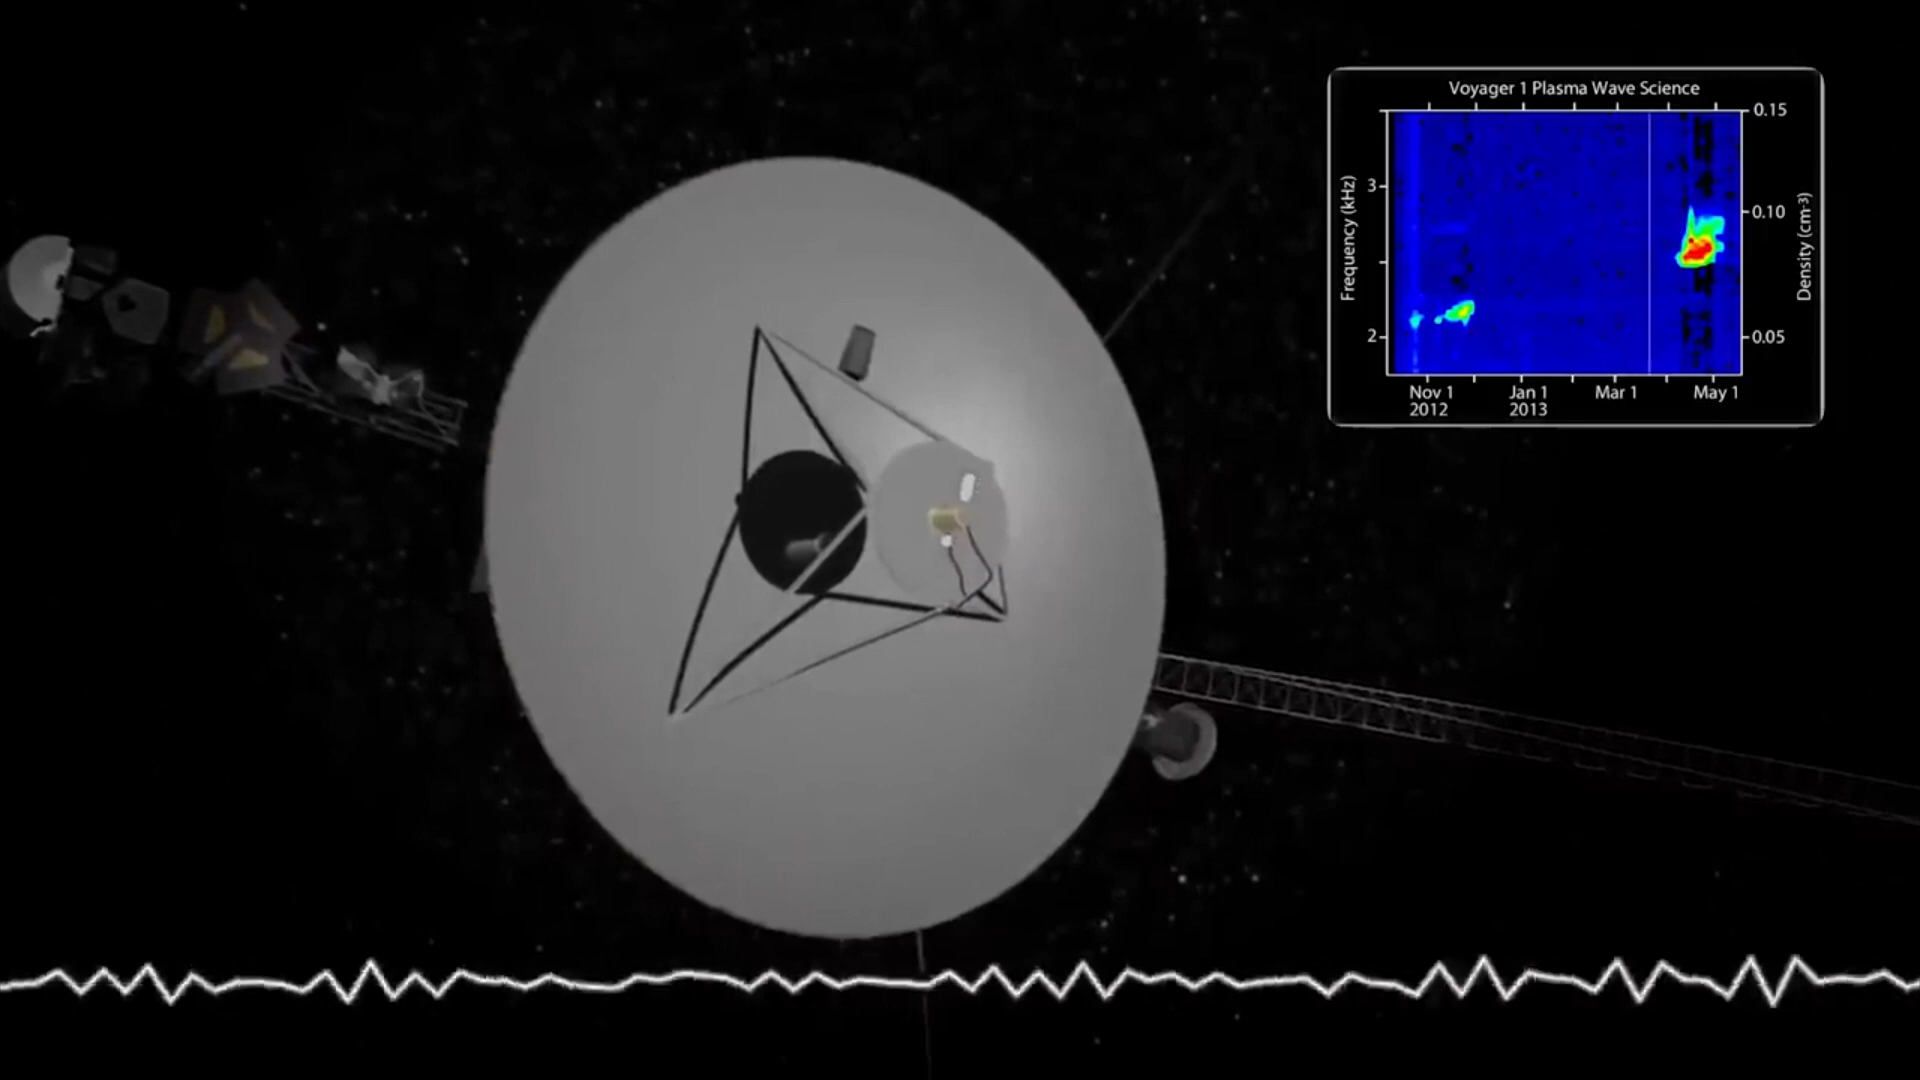 Voyager 1 Plasma Wave Science
0.15
3
0.10
Frequency (kHz)
Density (cm-3)
2
0.05
Nov 1
2012
Jan 1
2013
Mar 1
May 1